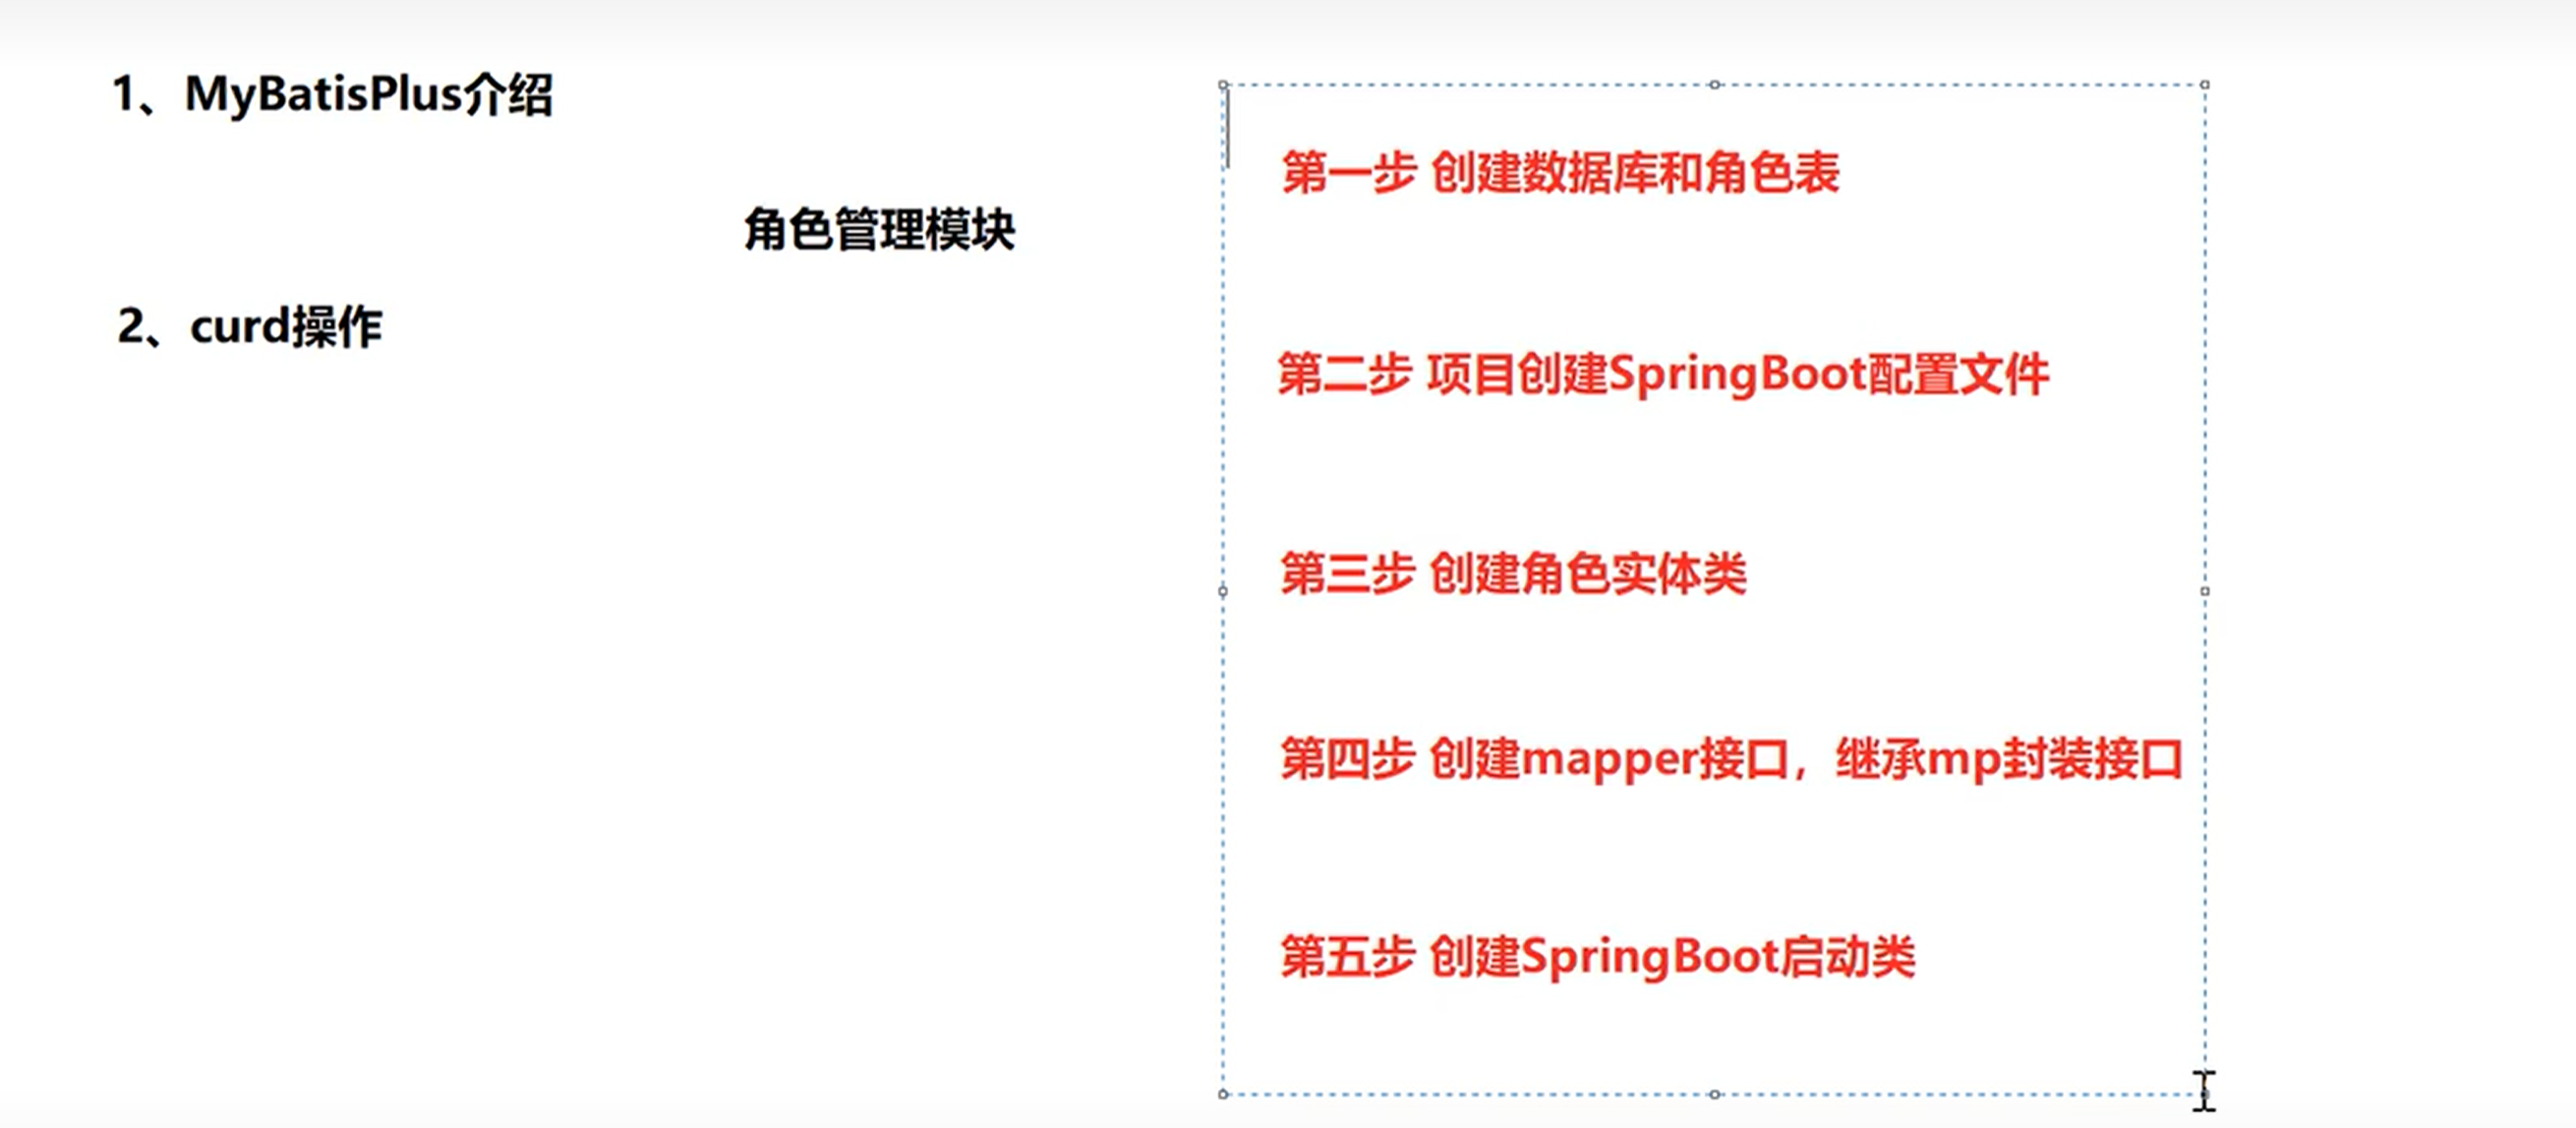 1、MyBatisPlus介绍
角色管理模块
2、curd操作
第一步 创建数据库和角色表
第二步 项目创建SpringBoot配置文件
第三步 创建角色实体类
第四步 创建mapper接口，继承mp封装接口
第五步 创建SpringBoot启动类